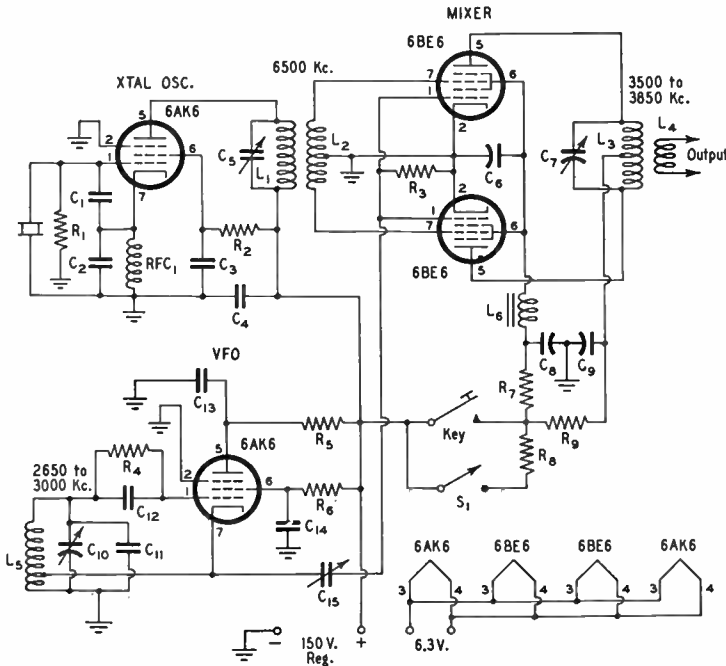 MIXER
6BE6
5
7
1
6
2
6500 Kc.
XTAL OSC.
6AK6
5
2
1
6
7
3500 to
3850 Kc.
C5
L1
L2
C7
L3
L4
Output
C1
R1
C2
RFC1
C3
R2
C4
R3
C6
2
1
7
6
6BE6
5
L6
C8
C9
VFO
C13
R7
R5
Key
R9
R8
S1
5
6AK6
2650 to
3000 Kc.
R4
2
1
6
C12
R6
7
C14
L5
C10
C11
C15
6AK6
6BE6
6BE6
6AK6
3
4
3
4
3
4
3
4
−
150 V.
Reg.
+
6.3V.